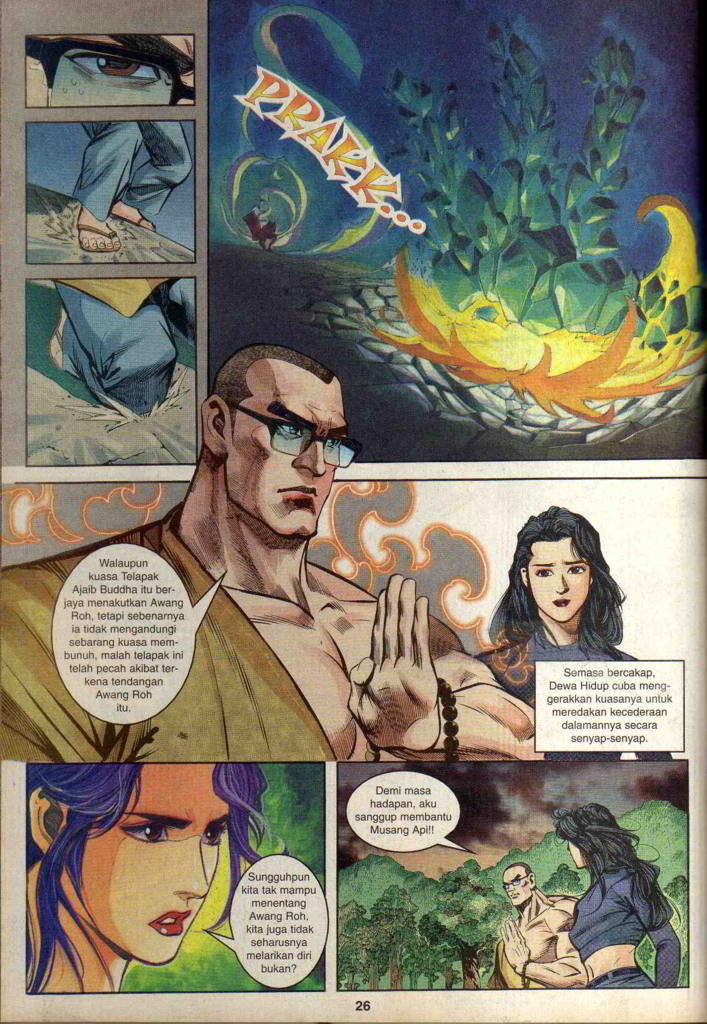 PRAKK...
Walaupun
kuasa Telapak
Ajaib Buddha itu ber-
jaya menakutkan Awang
Roh, tetapi sebenarnya
ia tidak mengandungi
sebarang kuasa mem-
bunuh, malah telapak ini
telah pecah akibat ter-
kena tendangan
Awang Roh
itu.
Semasa bercakap,
Dewa Hidup cuba meng-
gerakkan kuasanya untuk
meredakan kecederaan
dalamannya secara
senyap-senyap.
Sungguhpun
kita tak mampu
menentang
Awang Roh,
kita juga tidak
seharusnya
melarikan diri
bukan?
Demi masa
hadapan, aku
sanggup membantu
Musang Api!!
26